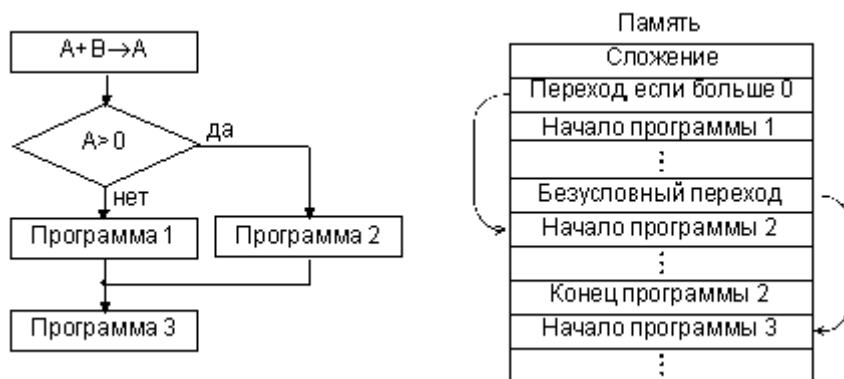 A+B→A
A>0
да
нет
Программа 1
Программа 2
Программа 3
Память
Сложение
Переход, если больше 0
Начало программы 1
⋮
Безусловный переход
Начало программы 2
⋮
Конец программы 2
Начало программы 3
⋮